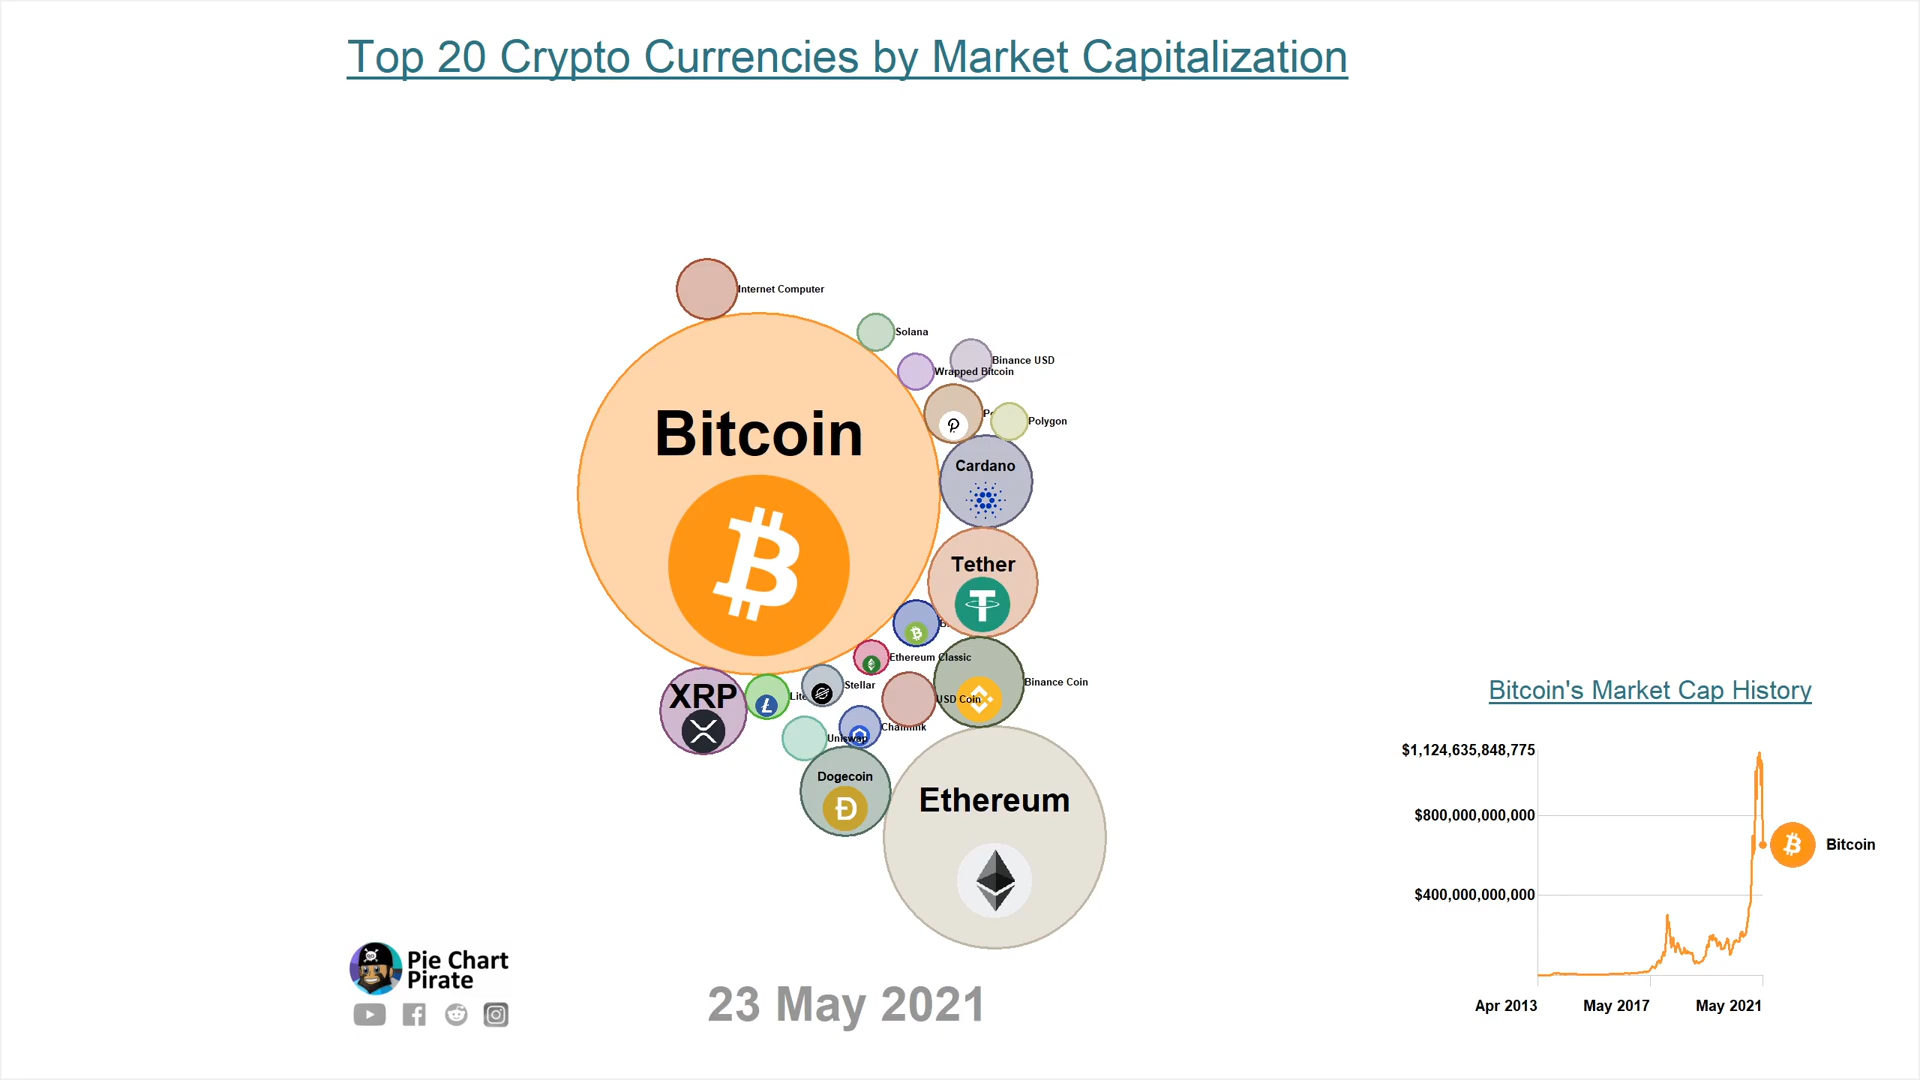 Top 20 Crypto Currencies by Market Capitalization
Internet Computer
Solana
Binance USD
Wrapped Bitcoin
Polygon
Bitcoin
Cardano
Tether
Ethereum Classic
Binance Coin
Stellar
USD Coin
XRP
Chainlink
Uniswap
Dogecoin
Ethereum
Bitcoin's Market Cap History
$1,124,635,848,775
$800,000,000,000
Bitcoin
$400,000,000,000
Apr 2013
May 2017
May 2021
Pie Chart
Pirate
23 May 2021